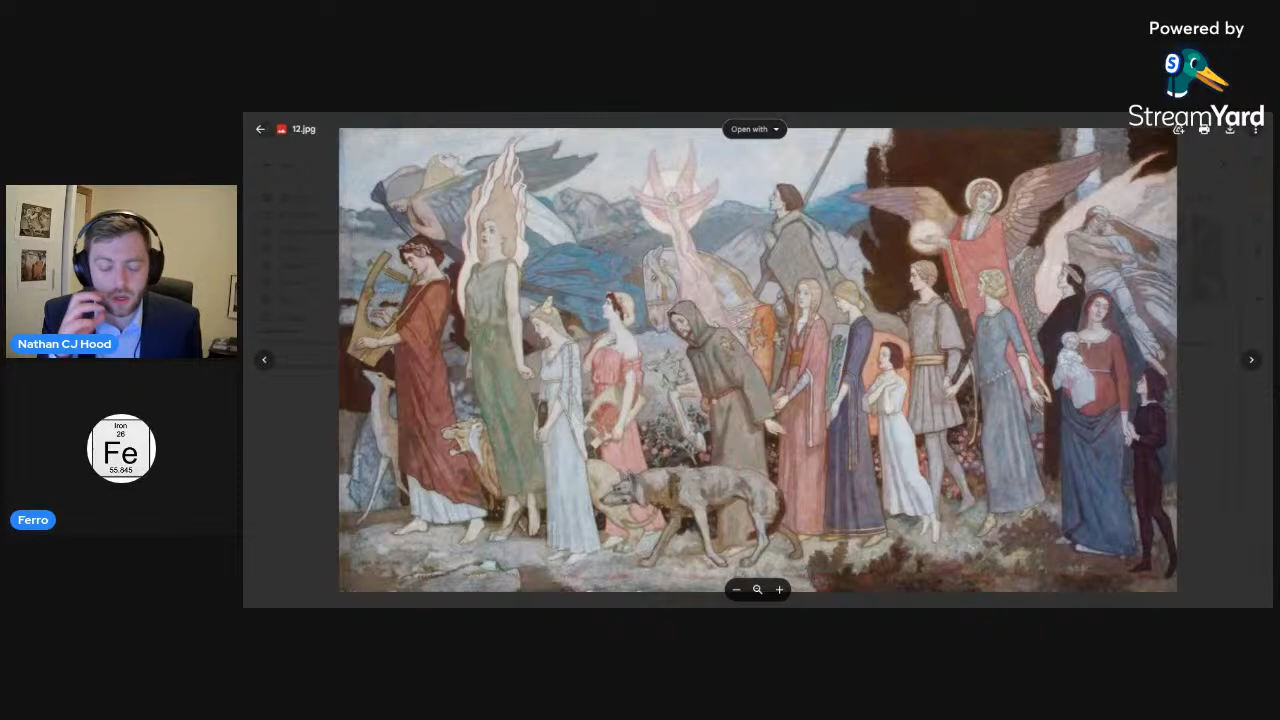 Powered by
S
StreamYard
12.jpg
Open with
Nathan CJ Hood
Iron
26
Fe
55.845
Ferro